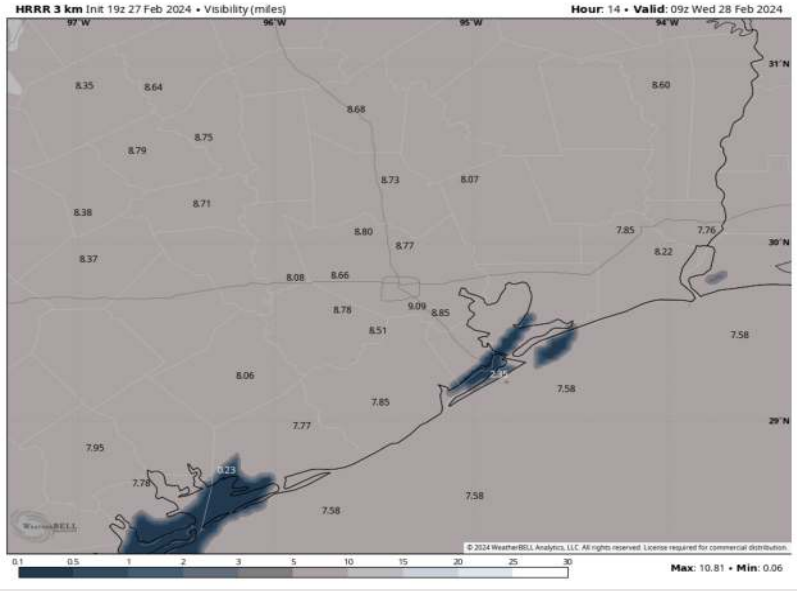 HRRR 3 km Init 19z 27 Feb 2024 • Visibility (miles) Hour: 14 • Valid: 09z Wed 28 Feb 2024
97°W 96°W 95°W 94°W
31°N
8.35 8.64 8.60
8.68
8.75
8.79
8.73 8.07
8.71
8.38
8.80 7.85 7.76
8.77 8.22 30°N
8.37
8.08 8.66
8.78 9.09 8.85
8.51
7.58
8.06 2.35
7.85 7.58
7.77 29°N
7.95
0.23
7.78
7.58 7.58
WeatherBELL
© 2024 WeatherBELL Analytics, LLC. All rights reserved. License required for commercial distribution.
0.1 0.5 1 2 3 5 10 15 20 25 30
Max: 10.81 • Min: 0.06